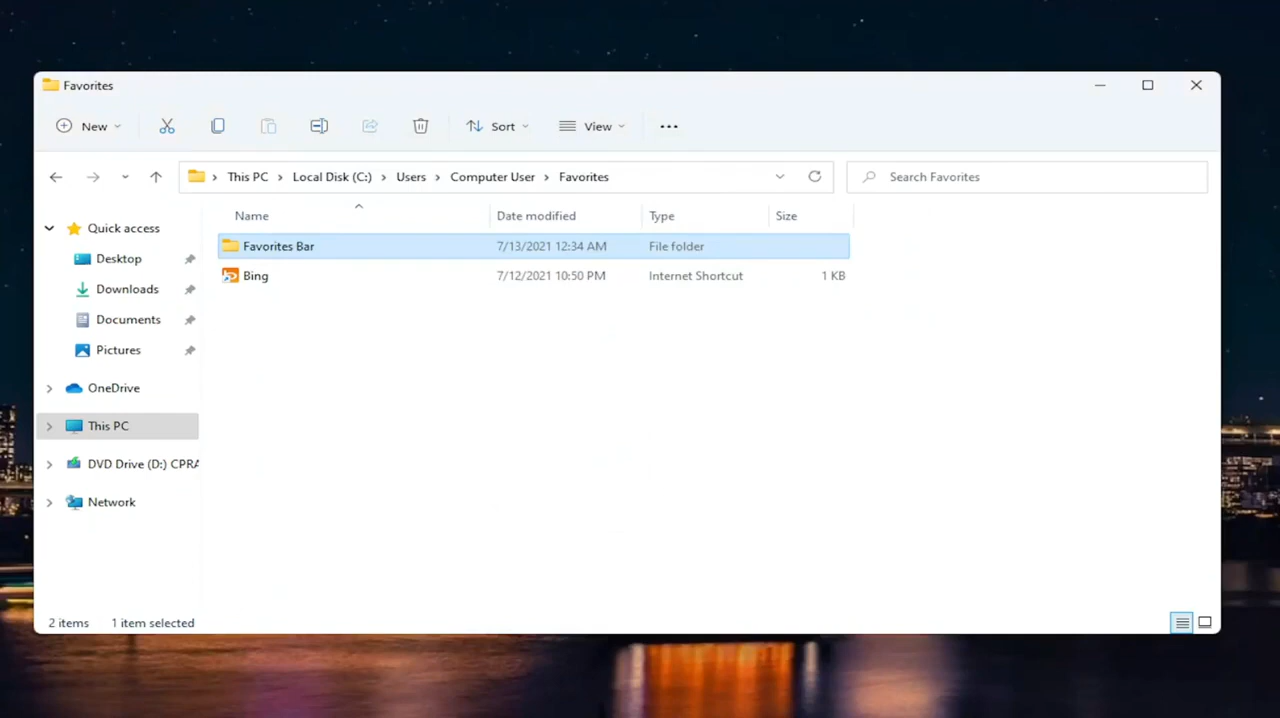 Favorites
New
Sort
View
This PC > Local Disk (C:) > Users > Computer User > Favorites
Search Favorites
Name Date modified Type Size
Quick access
Desktop
Downloads
Documents
Pictures
OneDrive
This PC
DVD Drive (D:) CPRA
Network
Favorites Bar 7/13/2021 12:34 AM File folder
Bing 7/12/2021 10:50 PM Internet Shortcut 1 KB
2 items 1 item selected